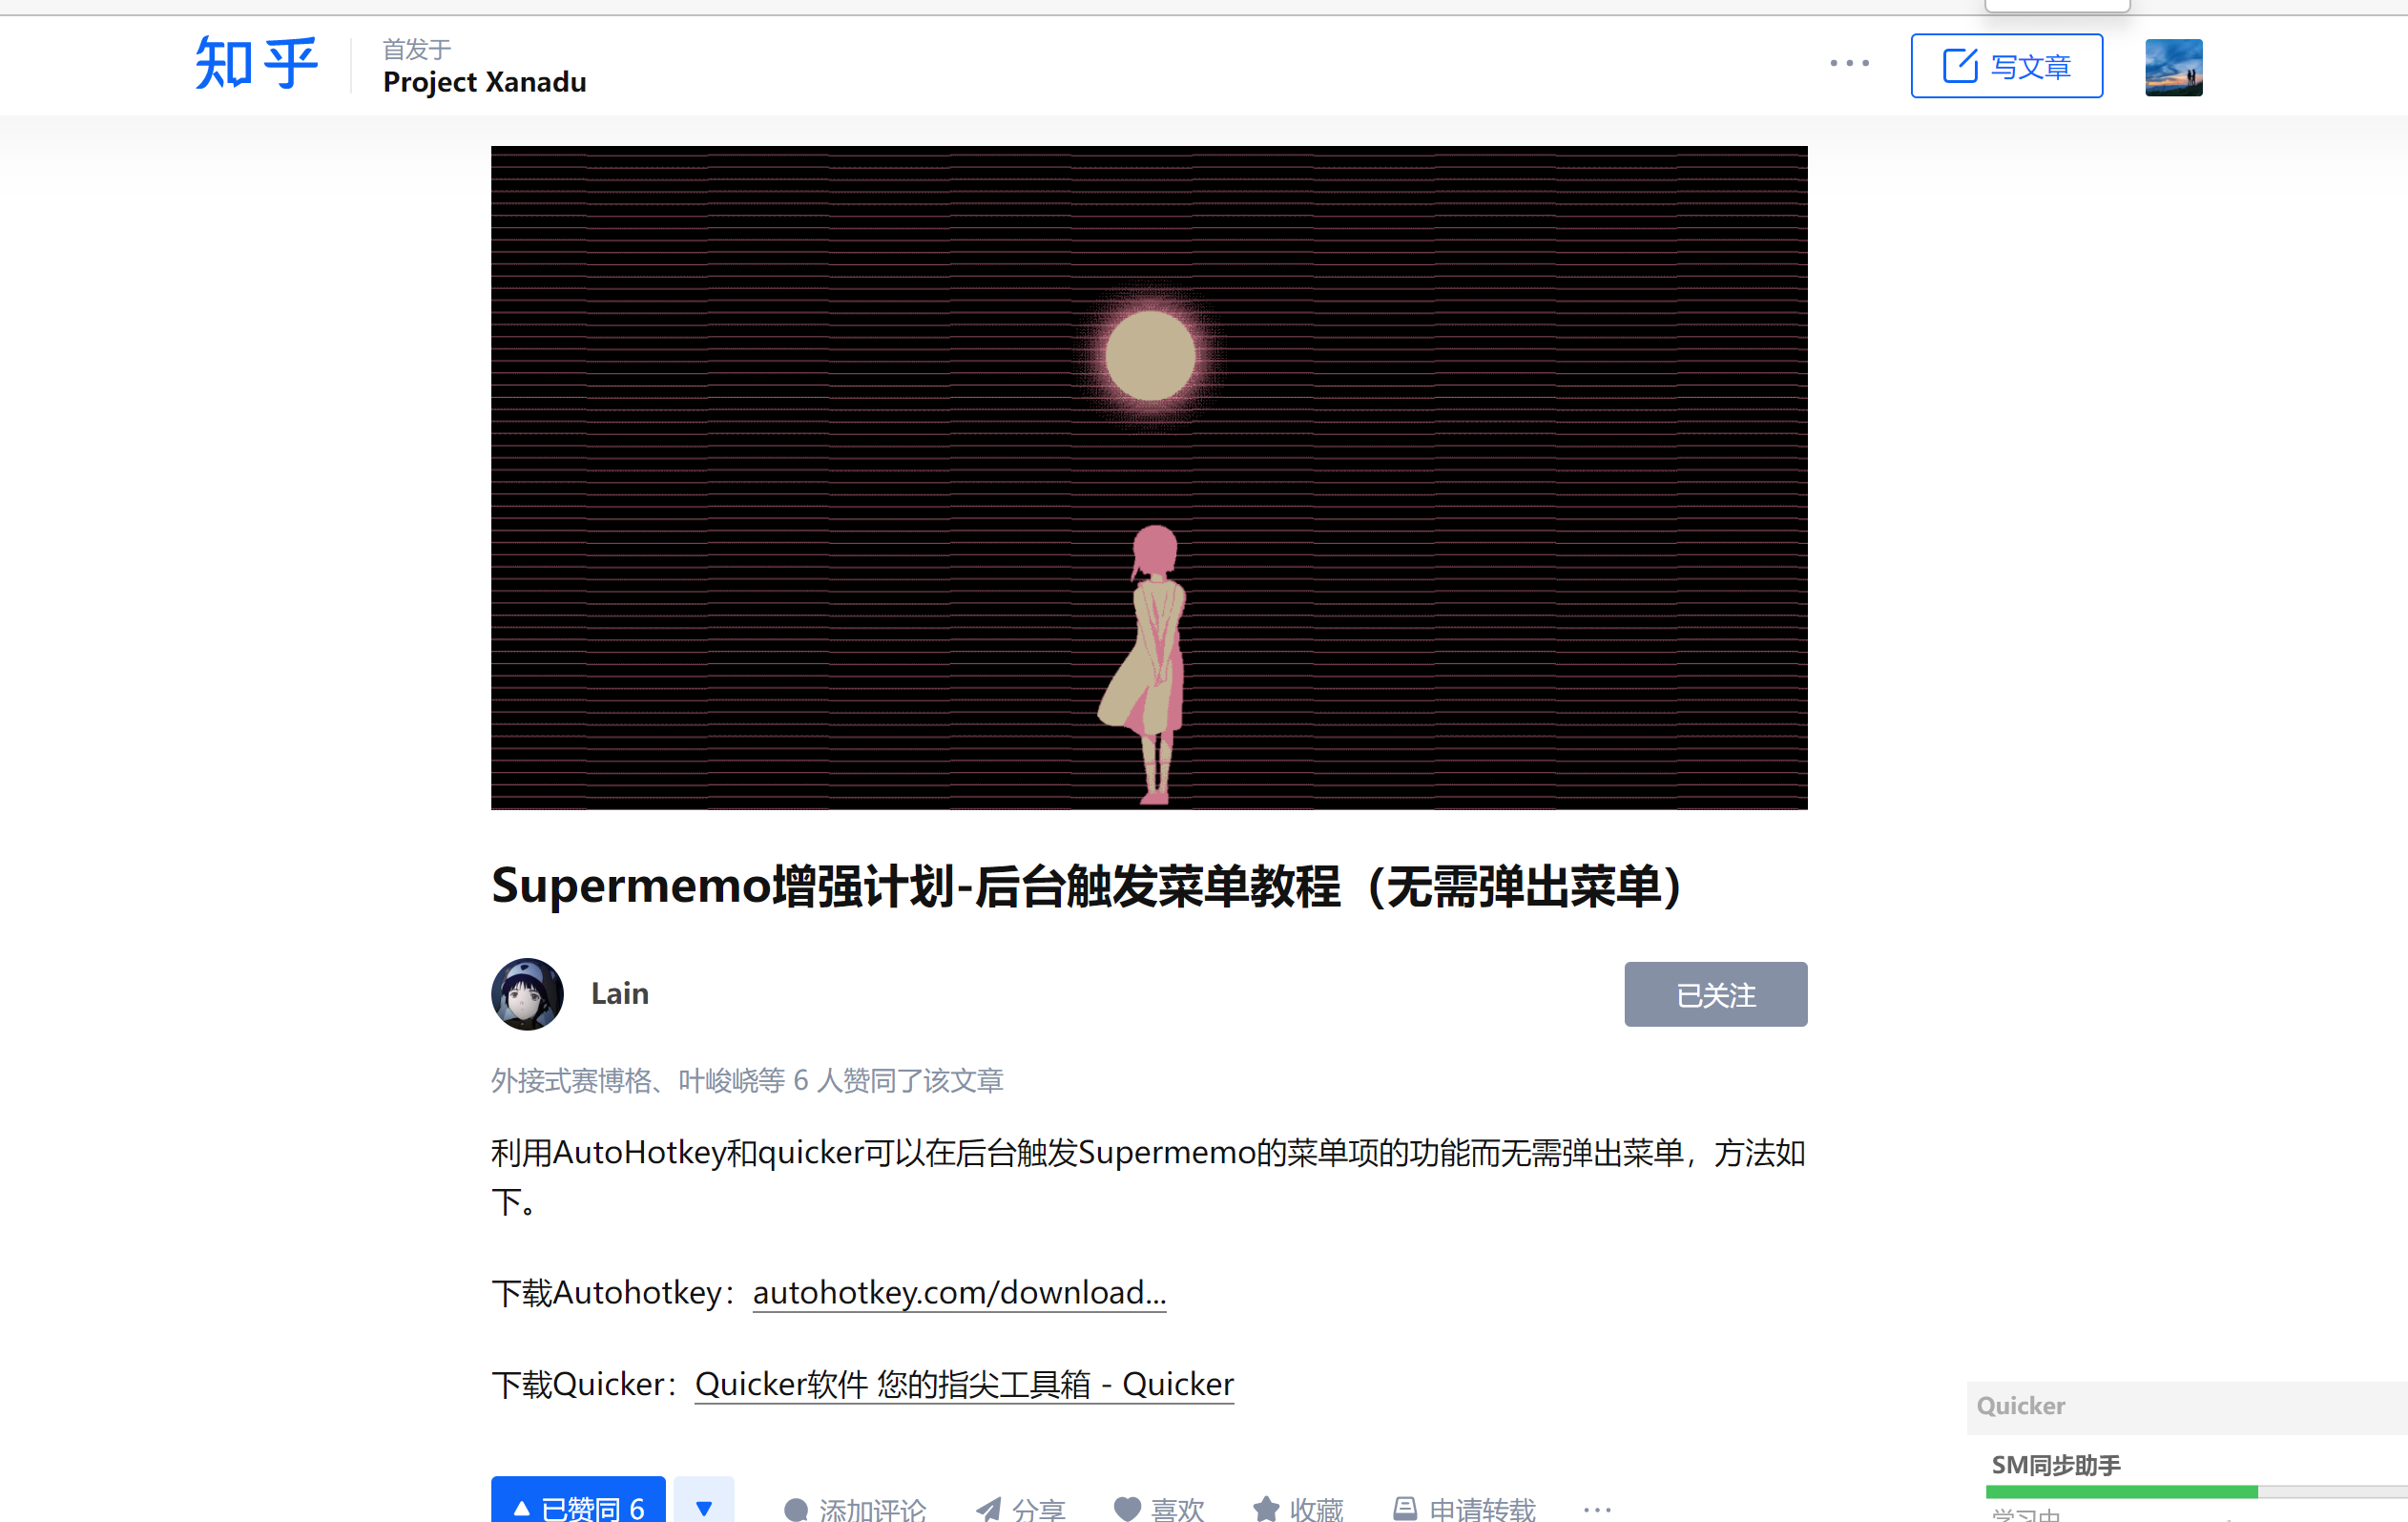 知乎
首发于
Project Xanadu
写文章
Supermemo增强计划-后台触发菜单教程（无需弹出菜单）
Lain
已关注
外接式赛博格、叶峻峣等 6 人赞同了该文章
利用AutoHotkey和quicker可以在后台触发Supermemo的菜单项的功能而无需弹出菜单，方法如
下。
下载Autohotkey：autohotkey.com/download...
下载Quicker：Quicker软件 您的指尖工具箱 - Quicker
Quicker
SM同步助手
学习中
已赞同 6
添加评论
分享
喜欢
收藏
申请转载